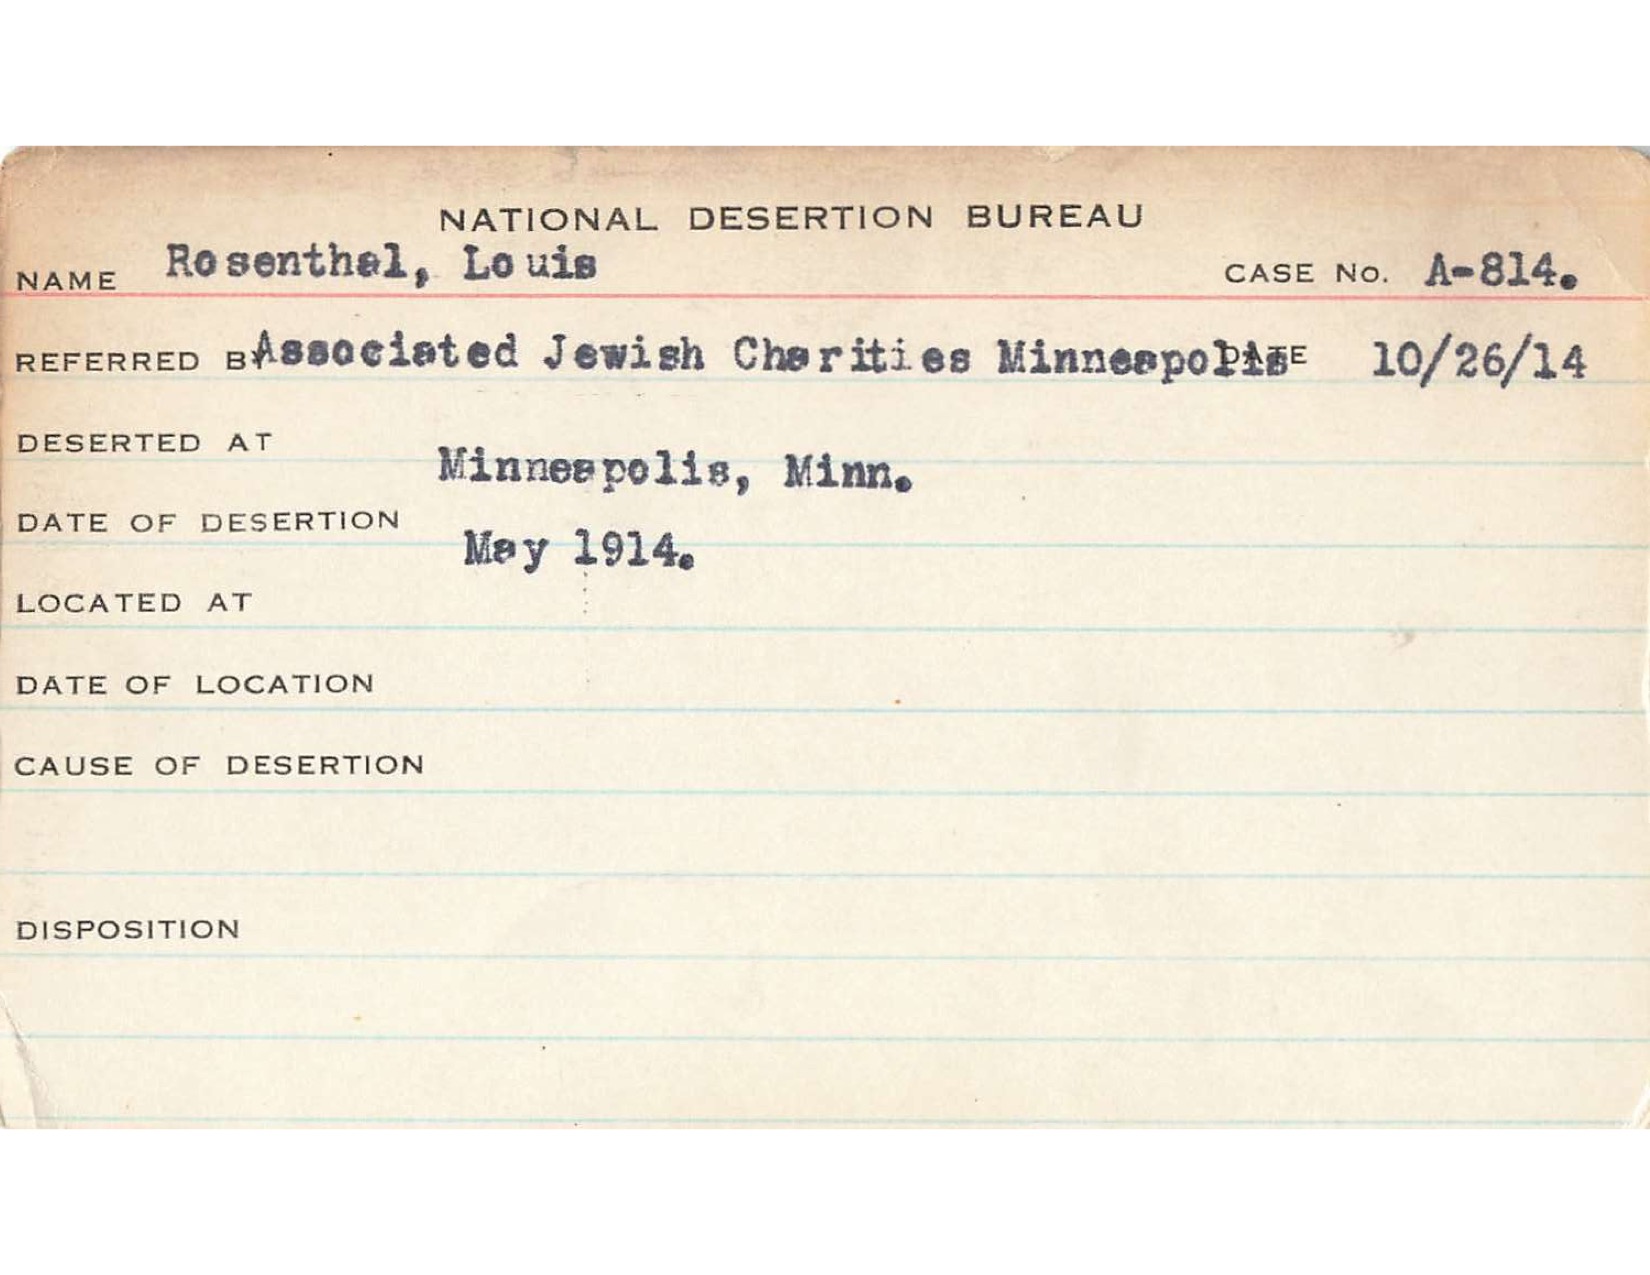 NATIONAL DESERTION BUREAU
NAME Rosenthal, Louis CASE No. A-814.
REFERRED BY Associated Jewish Charities Minneapolis DATE 10/26/14
DESERTED AT Minneapolis, Minn.
DATE OF DESERTION May 1914.
LOCATED AT
DATE OF LOCATION
CAUSE OF DESERTION
DISPOSITION